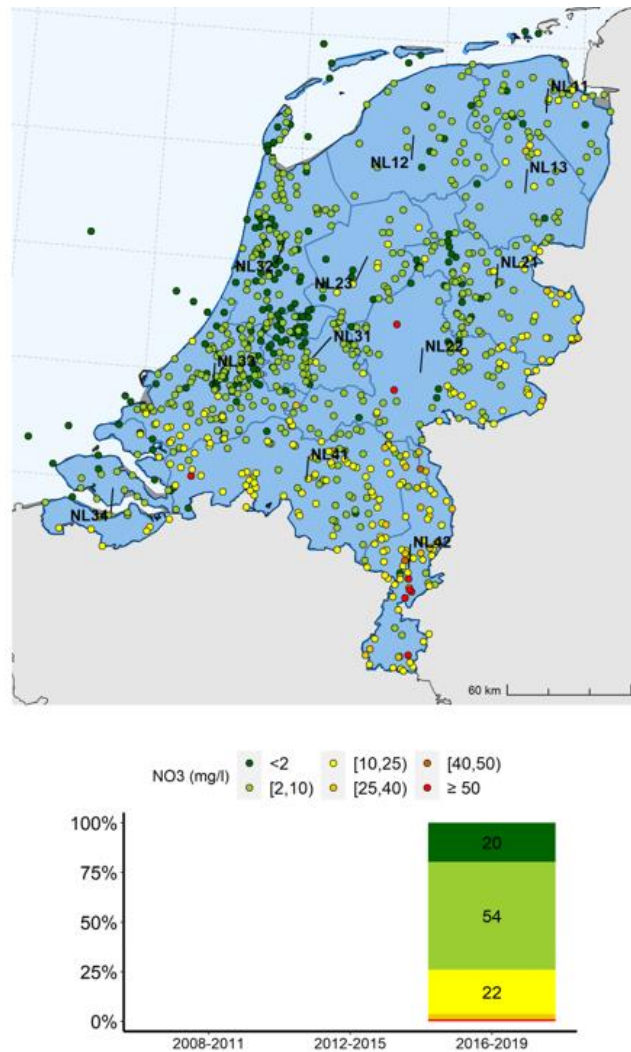 NL11
NL12
NL13
NL32
NL21
NL23
NL31
NL33
NL22
NL41
NL34
NL42
60 km
NO3 (mg/l)
<2
[10,25)
[40,50)
[2,10)
[25,40)
≥ 50
100%
75%
50%
25%
0%
20
54
22
2008-2011
2012-2015
2016-2019